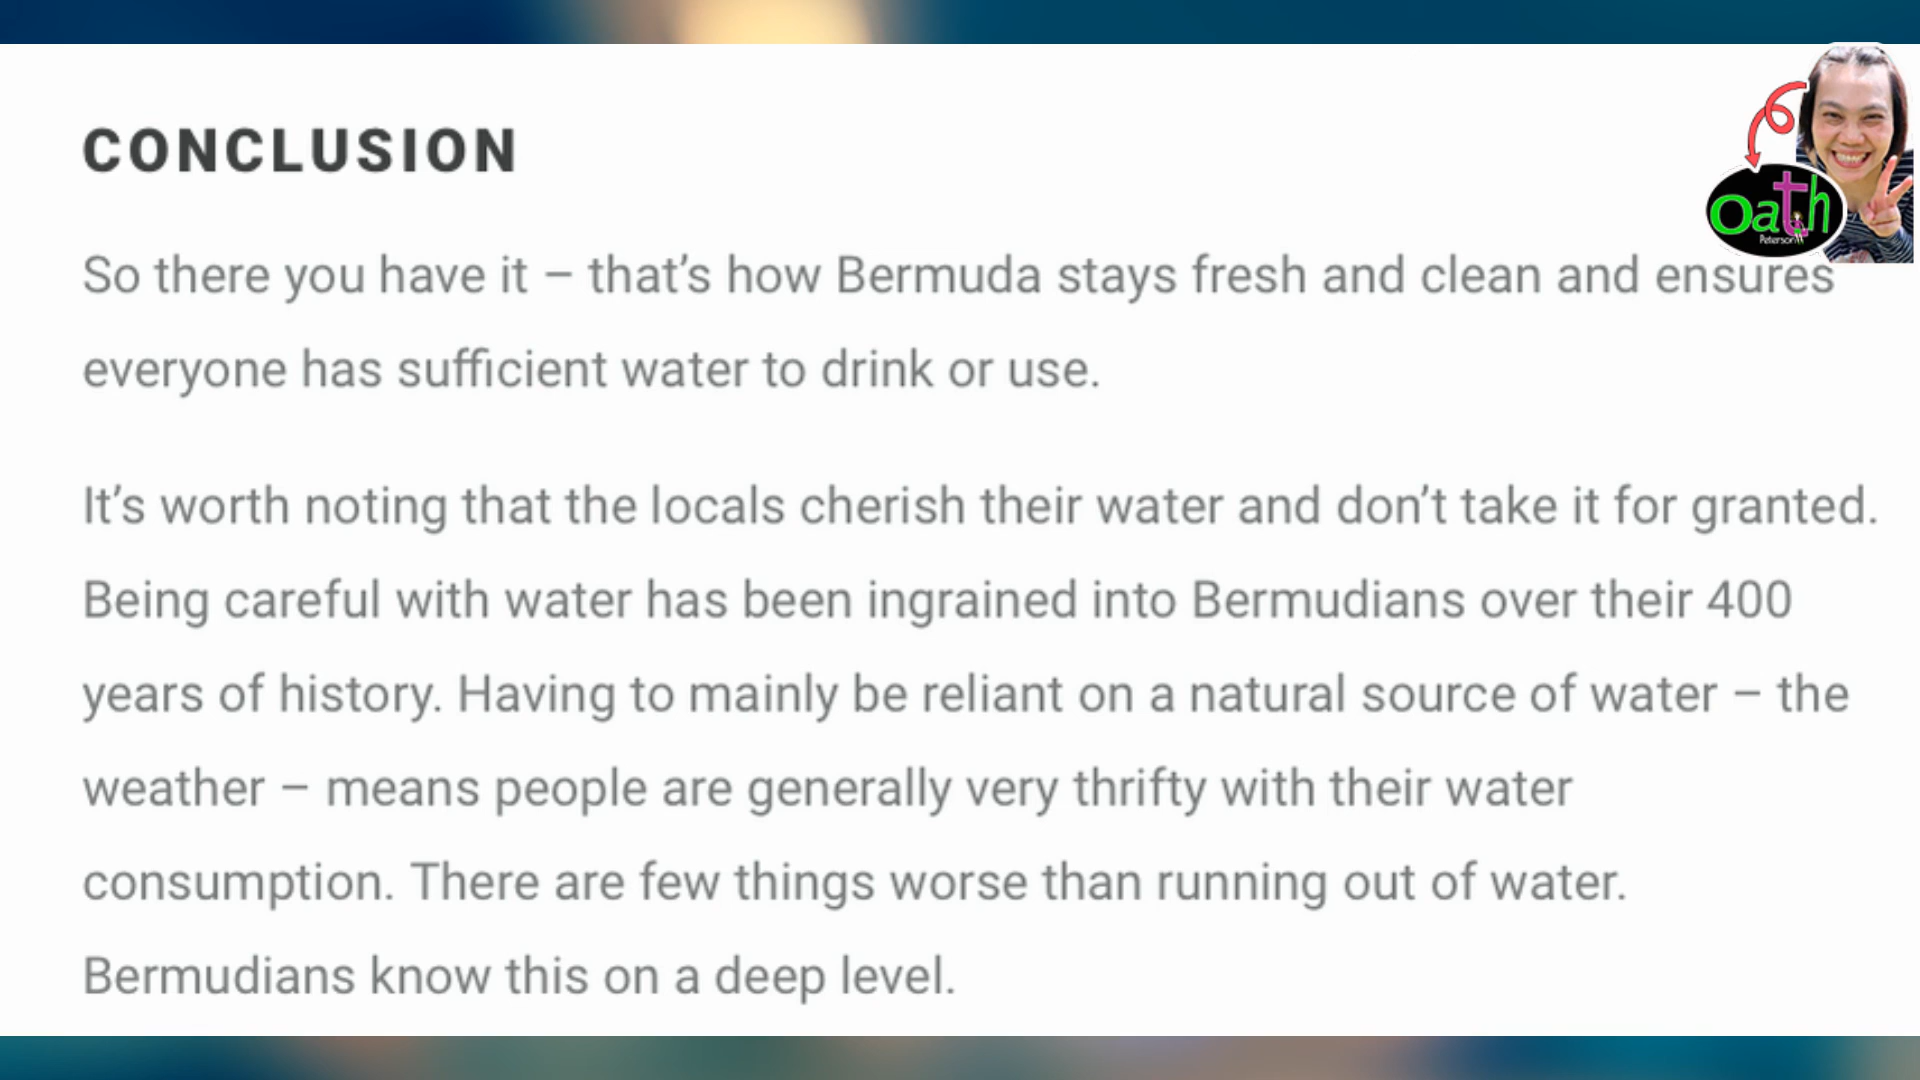 CONCLUSION
Oath
Peterson
So there you have it – that’s how Bermuda stays fresh and clean and ensures
everyone has sufficient water to drink or use.
It’s worth noting that the locals cherish their water and don’t take it for granted.
Being careful with water has been ingrained into Bermudians over their 400
years of history. Having to mainly be reliant on a natural source of water – the
weather – means people are generally very thrifty with their water
consumption. There are few things worse than running out of water.
Bermudians know this on a deep level.